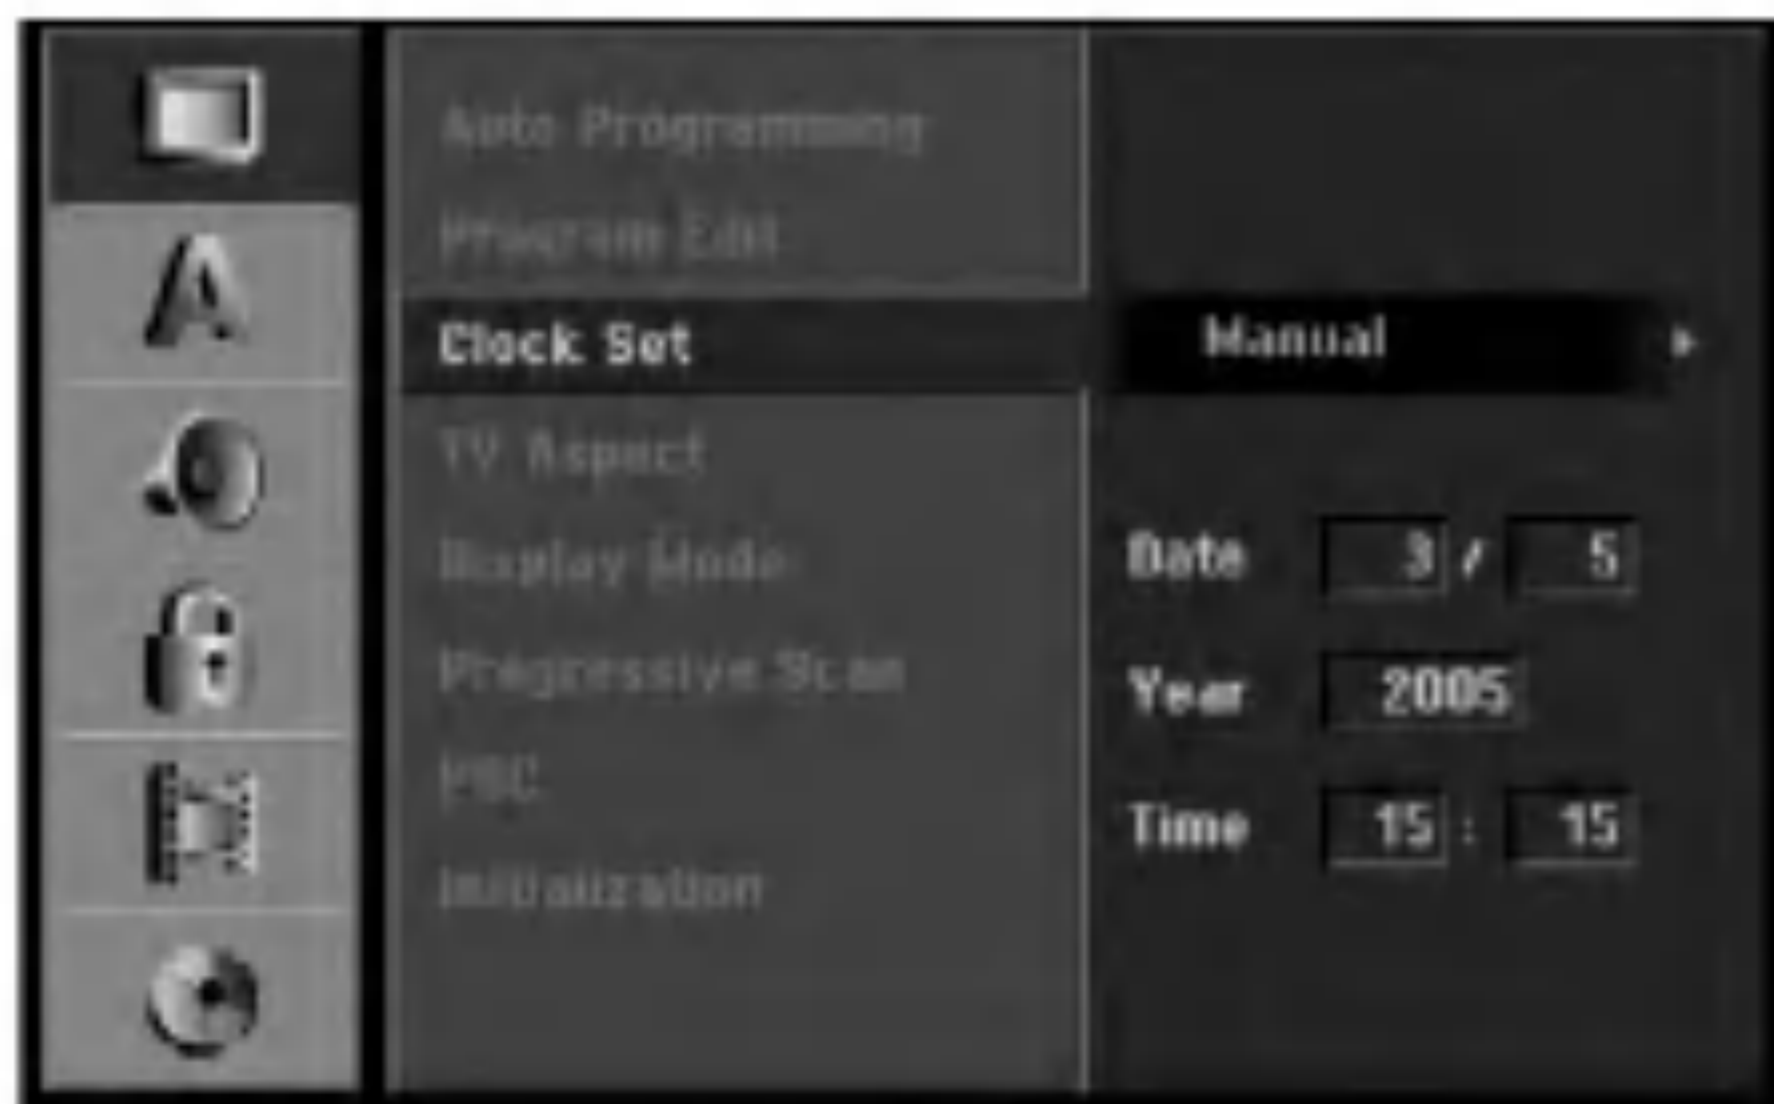 A
Auto Programming
Program Edit
Clock Set
Manual
TV Aspect
Display Mode
Progressive Scan
PBC
Initialization
Date 3 / 5
Year 2005
Time 15 : 15